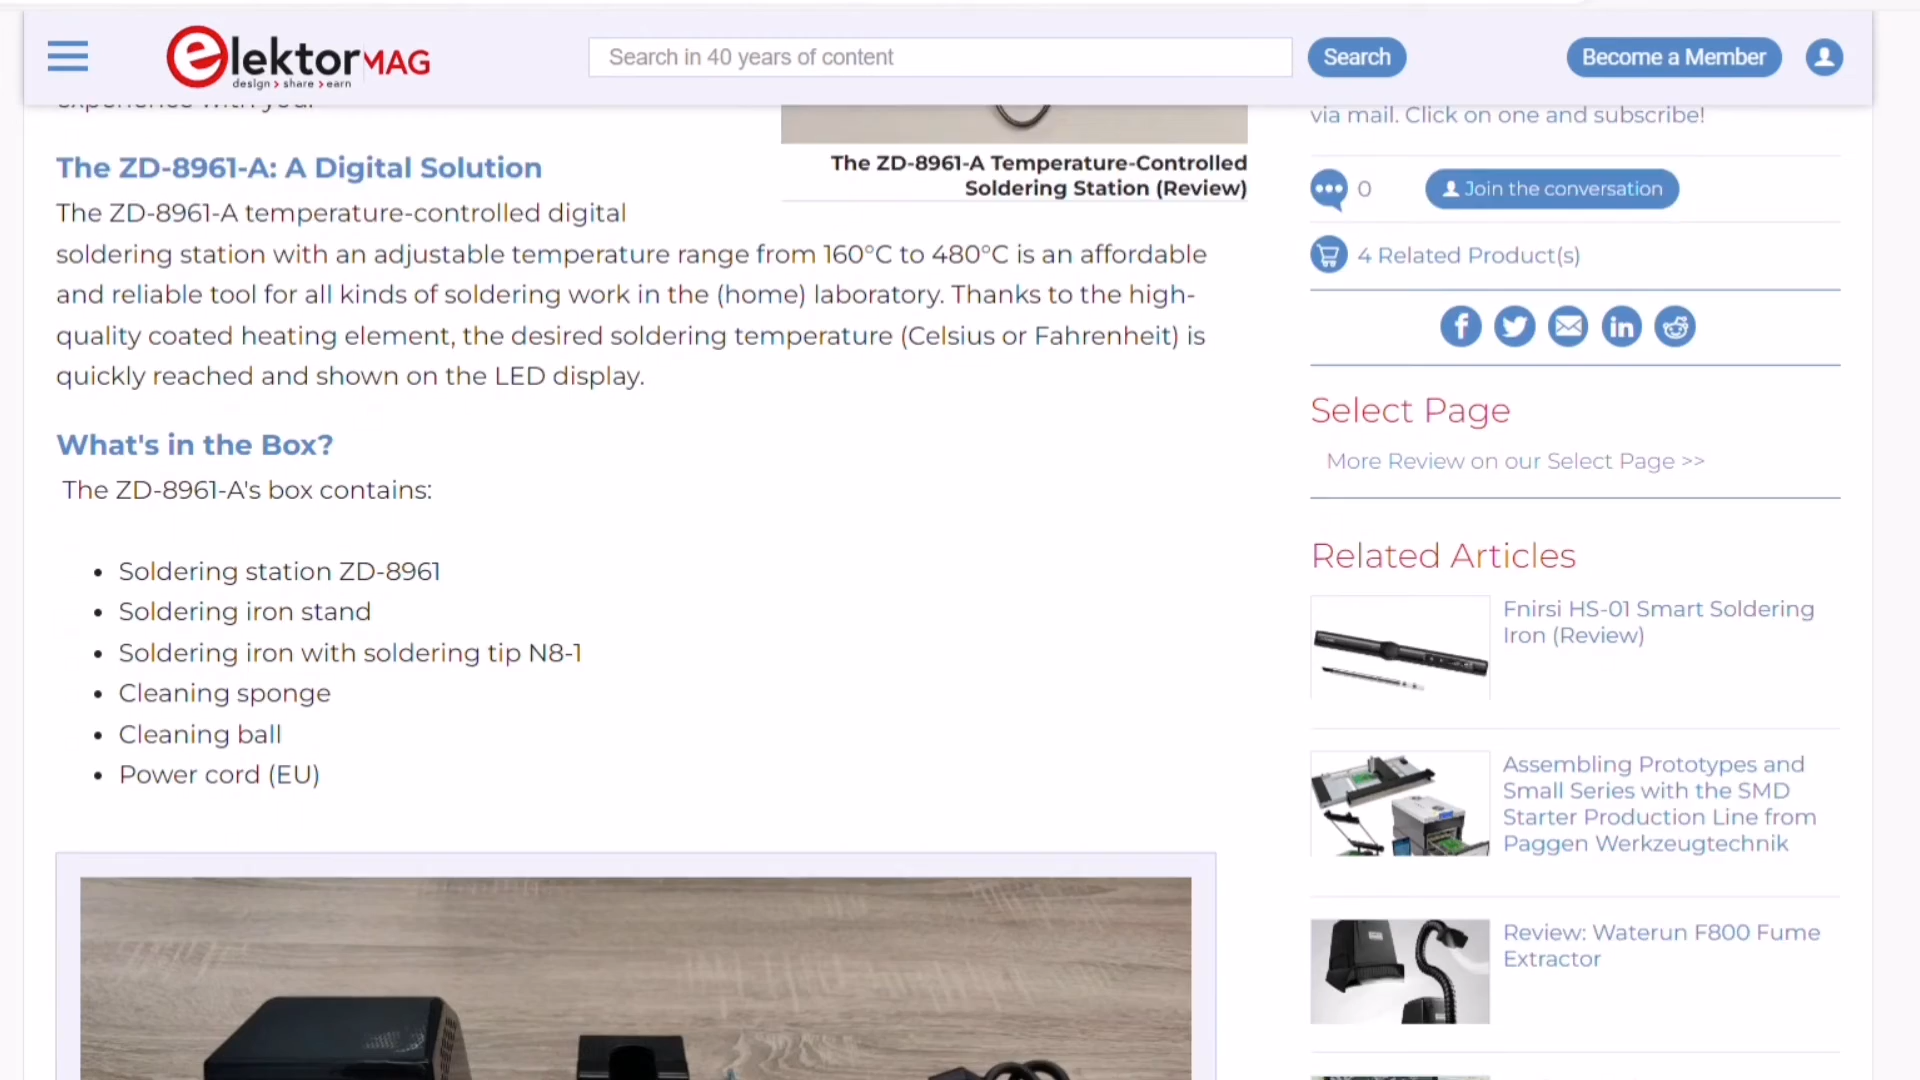 elektor MAG
design > share > earn
Search in 40 years of content
Search
Become a Member
experience with you.
The ZD-8961-A: A Digital Solution
The ZD-8961-A temperature-controlled digital
soldering station with an adjustable temperature range from 160°C to 480°C is an affordable
and reliable tool for all kinds of soldering work in the (home) laboratory. Thanks to the high-
quality coated heating element, the desired soldering temperature (Celsius or Fahrenheit) is
quickly reached and shown on the LED display.
The ZD-8961-A Temperature-Controlled
Soldering Station (Review)
What's in the Box?
The ZD-8961-A's box contains:
• Soldering station ZD-8961
• Soldering iron stand
• Soldering iron with soldering tip N8-1
• Cleaning sponge
• Cleaning ball
• Power cord (EU)
via mail. Click on one and subscribe!
0
Join the conversation
4 Related Product(s)
Select Page
More Review on our Select Page >>
Related Articles
Fnirsi HS-01 Smart Soldering
Iron (Review)
Assembling Prototypes and
Small Series with the SMD
Starter Production Line from
Paggen Werkzeugtechnik
Review: Waterun F800 Fume
Extractor